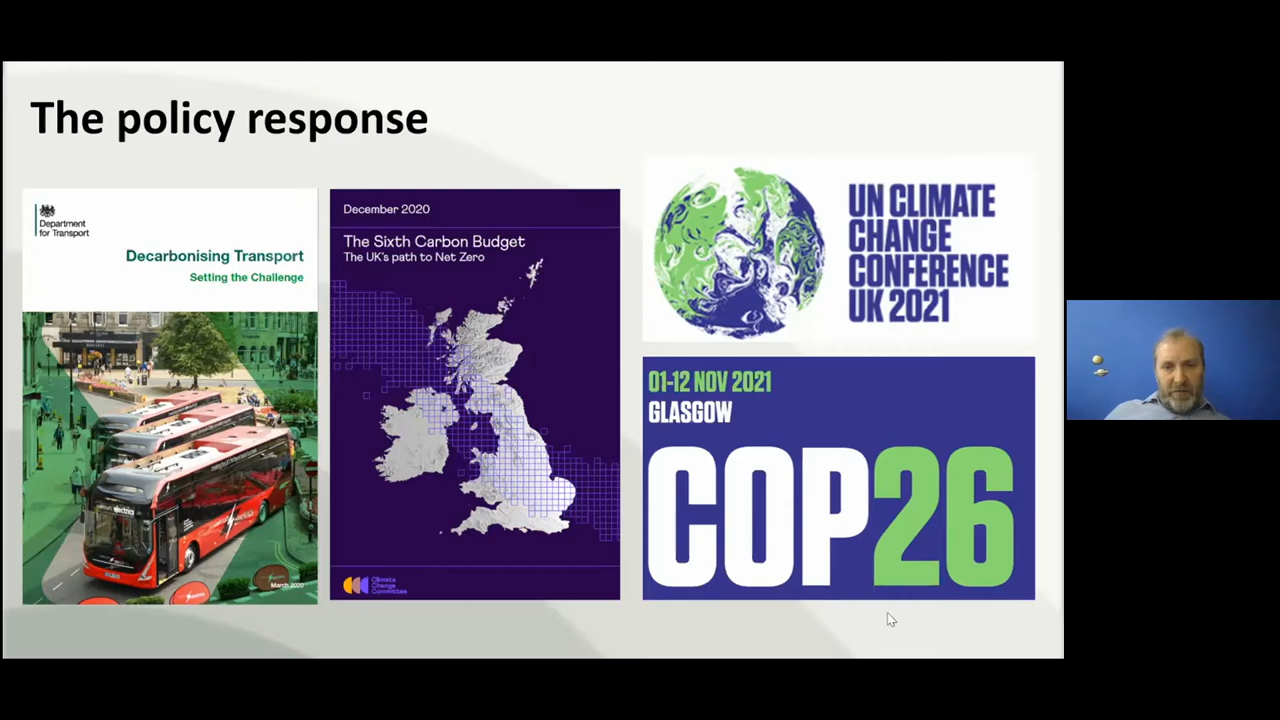 The policy response
Department
for Transport
Decarbonising Transport
Setting the Challenge
March 2020
December 2020
The Sixth Carbon Budget
The UK's path to Net Zero
Climate
Change
Committee
UN CLIMATE
CHANGE
CONFERENCE
UK 2021
01-12 NOV 2021
GLASGOW
COP26